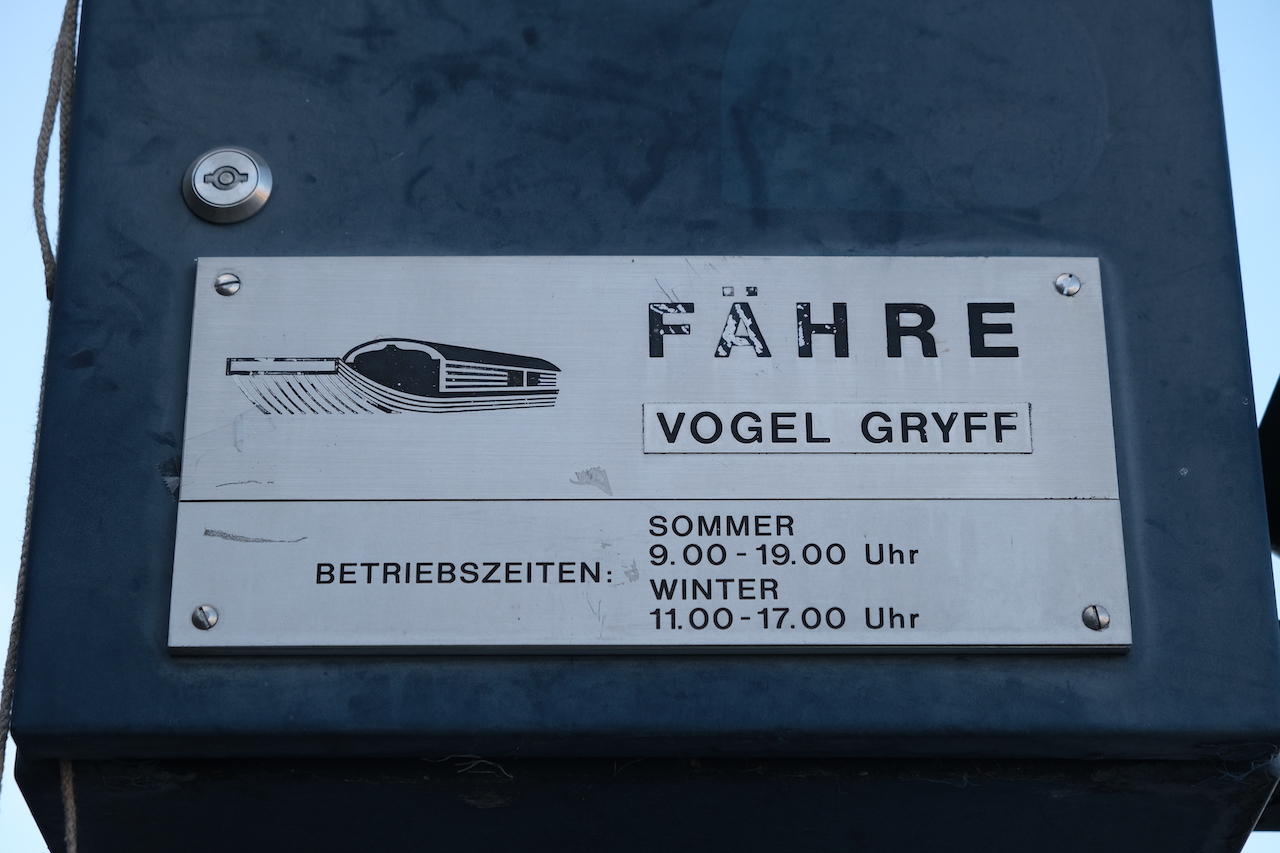 FÄHRE
VOGEL GRYFF
BETRIEBSZEITEN:
SOMMER
9.00-19.00 Uhr
WINTER
11.00-17.00 Uhr